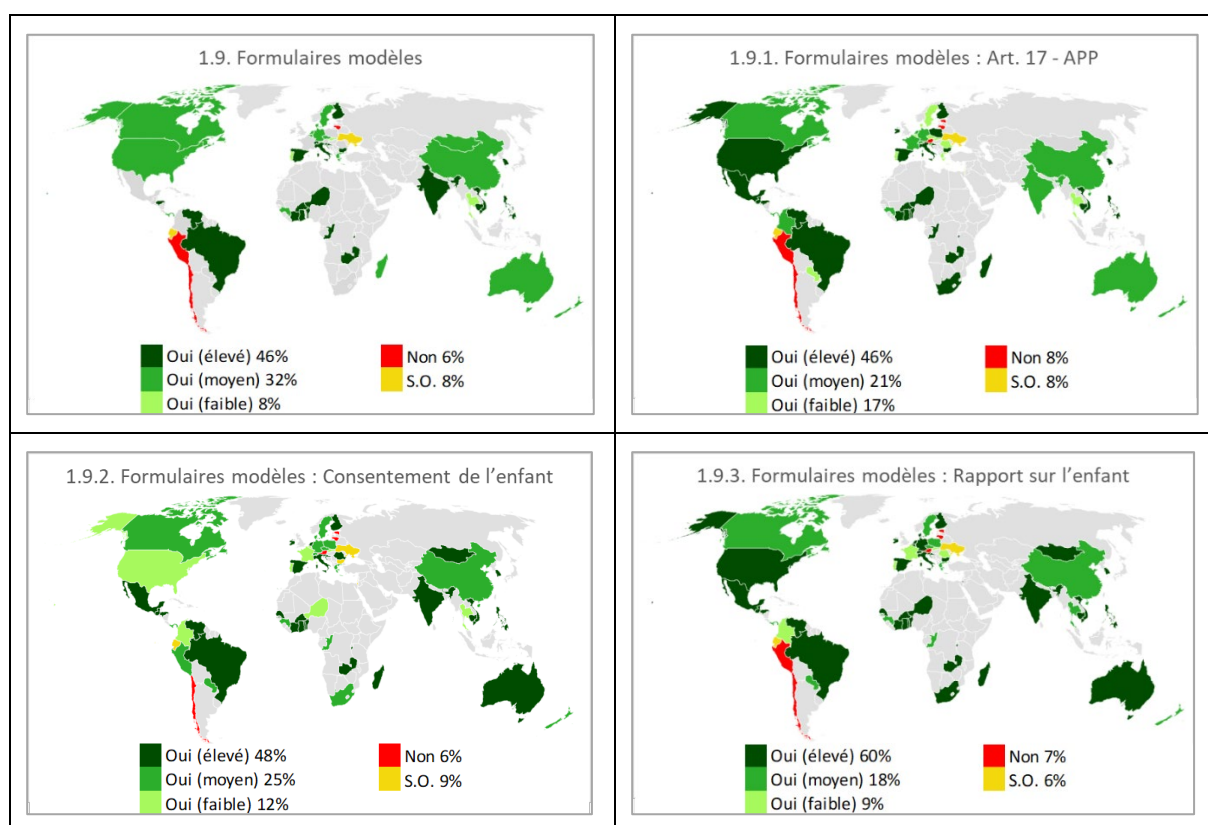 1.9. Formulaires modèles
Oui (élevé) 46%
Oui (moyen) 32%
Oui (faible) 8%
Non 6%
S.O. 8%
1.9.1. Formulaires modèles : Art. 17 - APP
Oui (élevé) 46%
Oui (moyen) 21%
Oui (faible) 17%
Non 8%
S.O. 8%
1.9.2. Formulaires modèles : Consentement de l'enfant
Oui (élevé) 48%
Oui (moyen) 25%
Oui (faible) 12%
Non 6%
S.O. 9%
1.9.3. Formulaires modèles : Rapport sur l'enfant
Oui (élevé) 60%
Oui (moyen) 18%
Oui (faible) 9%
Non 7%
S.O. 6%